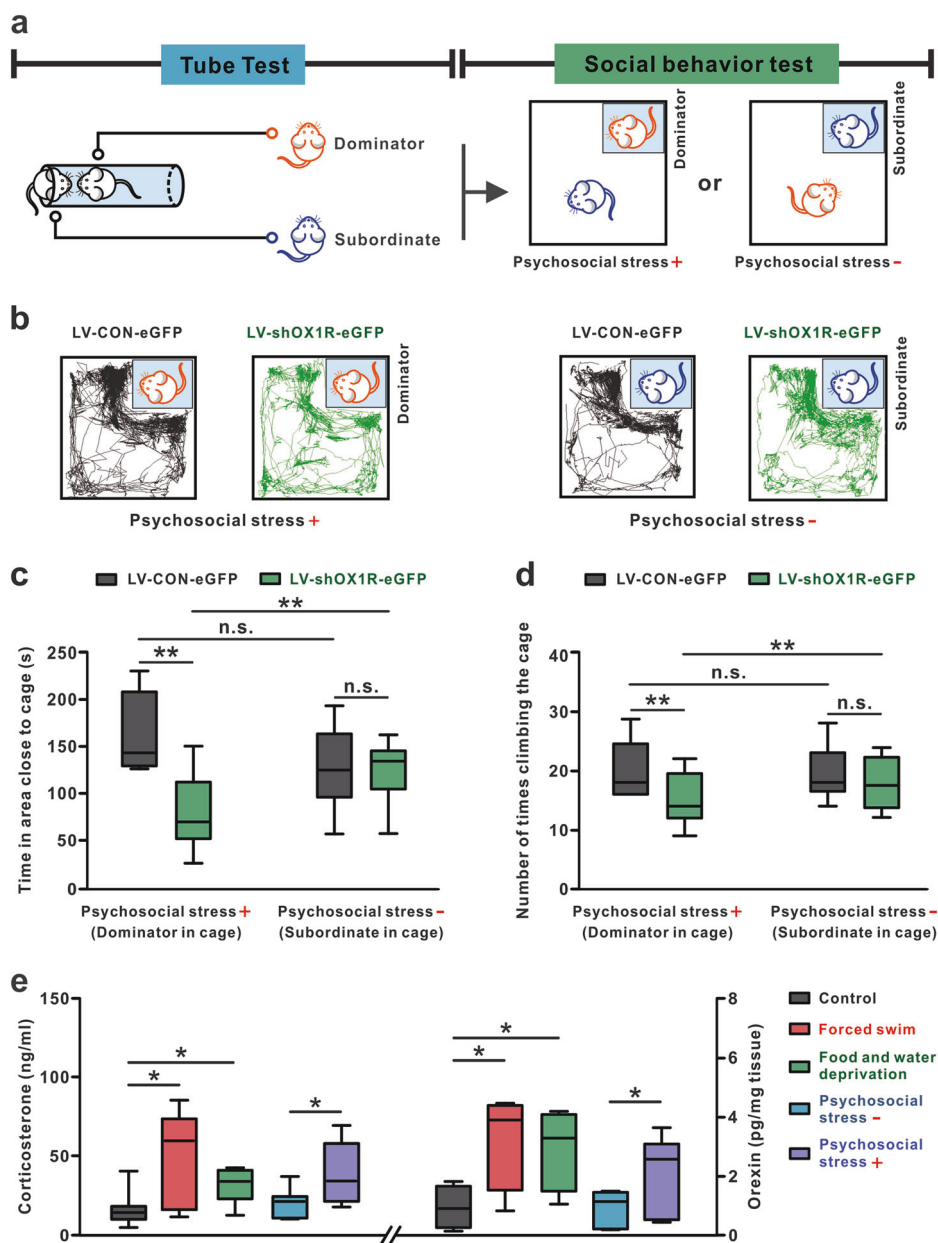 a
Tube Test
Social behavior test
Dominator
Subordinate
Dominator
or
Subordinate
Psychosocial stress +
Psychosocial stress -
b
LV-CON-eGFP
LV-shOX1R-eGFP
Dominator
LV-CON-eGFP
LV-shOX1R-eGFP
Subordinate
Psychosocial stress +
Psychosocial stress -
c
LV-CON-eGFP
LV-shOX1R-eGFP
Time in area close to cage (s)
250
200
150
100
50
0
**
n.s.
**
n.s.
Psychosocial stress +
(Dominator in cage)
Psychosocial stress -
(Subordinate in cage)
d
LV-CON-eGFP
LV-shOX1R-eGFP
Number of times climbing the cage
40
30
20
10
0
**
n.s.
**
n.s.
Psychosocial stress +
(Dominator in cage)
Psychosocial stress -
(Subordinate in cage)
e
Corticosterone (ng/ml)
150
100
50
0
*
*
*
*
*
*
8
6
4
2
0
Orexin (pg/mg tissue)
Control
Forced swim
Food and water
deprivation
Psychosocial
stress -
Psychosocial
stress +